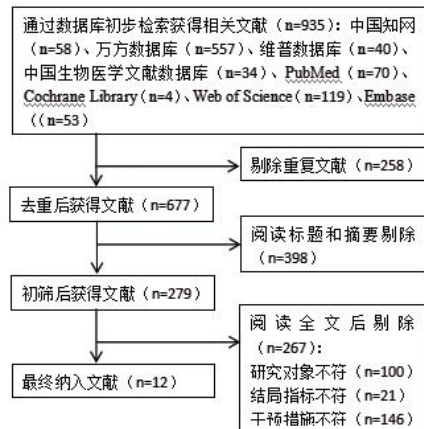 通过数据库初步检索获得相关文献（n=935）：中国知网
（n=58）、万方数据库（n=557）、维普数据库（n=40）、
中国生物医学文献数据库（n=34）、PubMed（n=70）、
Cochrane Library（n=4）、Web of Science（n=119）、Embase
（(n=53）
剔除重复文献（n=258）
去重后获得文献（n=677）
阅读标题和摘要剔除
（n=398）
初筛后获得文献（n=279）
阅读全文后剔除
（n=267）：
研究对象不符（n=100）
结局指标不符（n=21）
干预措施不符（n=146）
最终纳入文献（n=12）